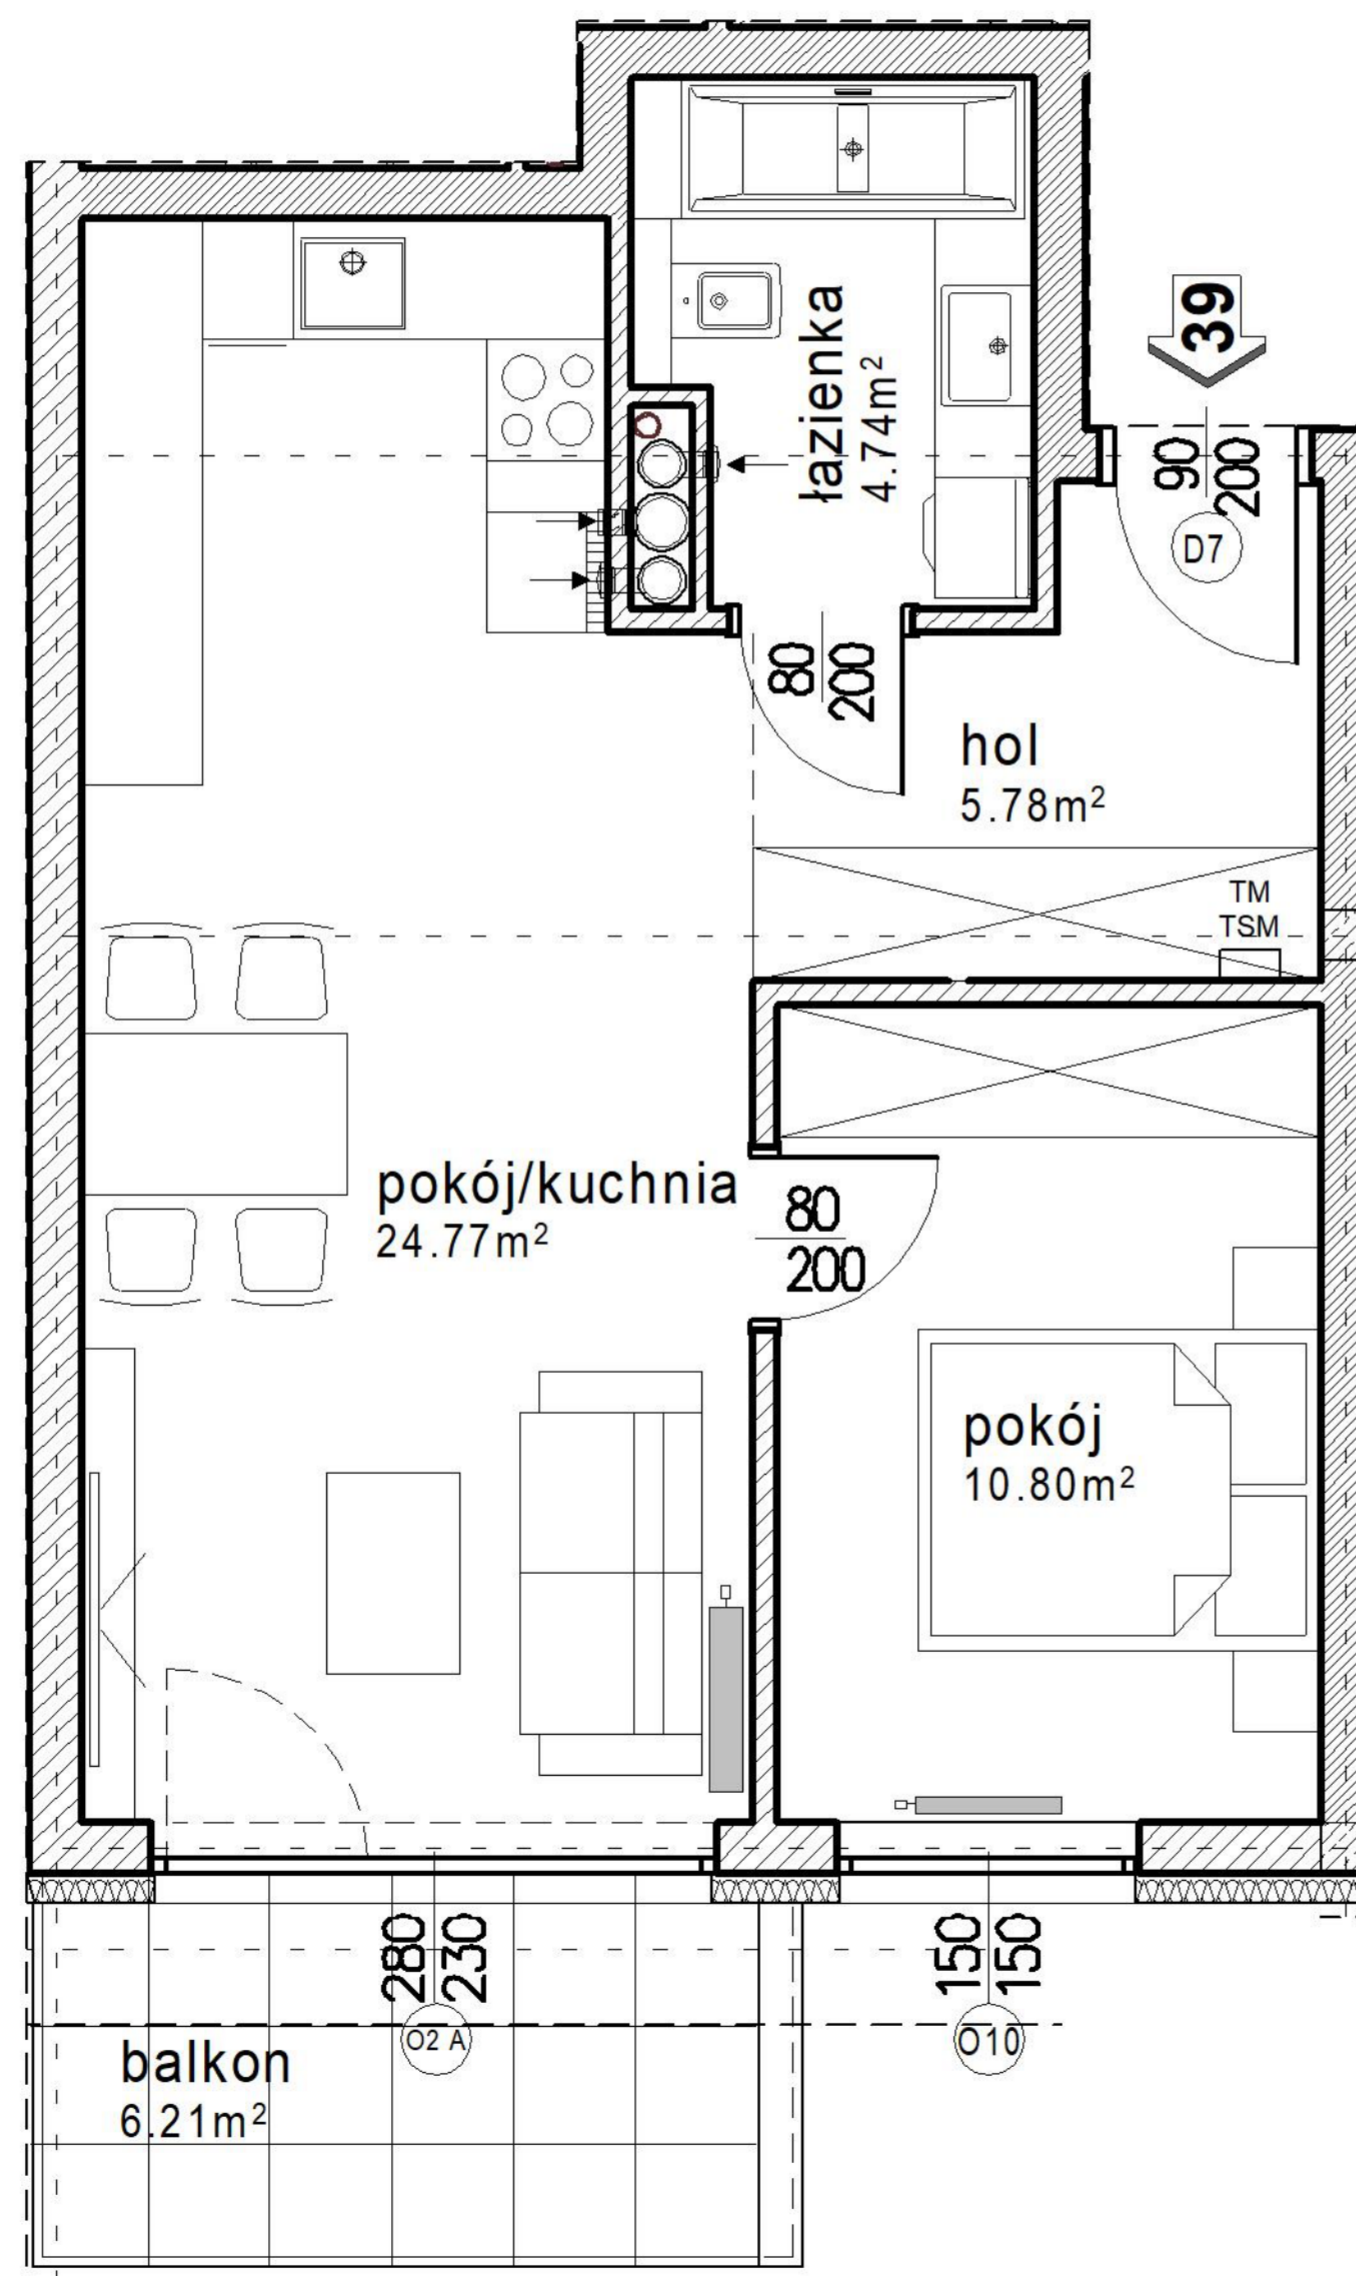 łazienka
4.74m²
39
90
200
D7
80
200
hol
5.78m²
TM
TSM
pokój/kuchnia
24.77m²
80
200
pokój
10.80m²
280
230
150
150
O2 A
O10
balkon
6.21m²